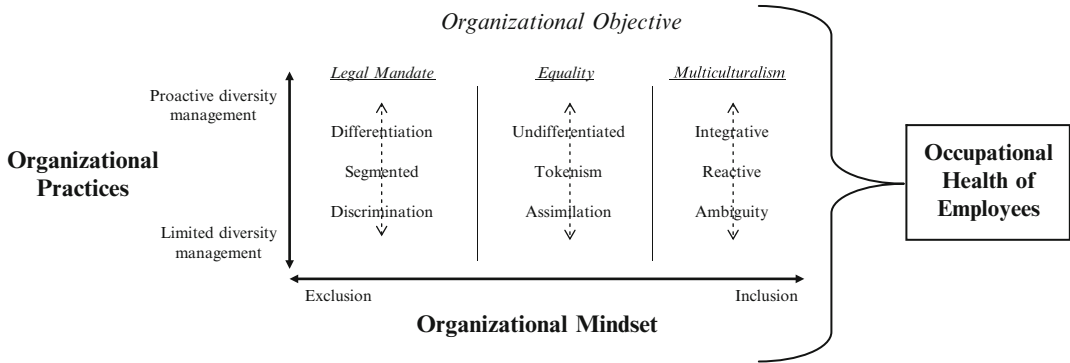 Organizational Objective
Legal Mandate
Equality
Multiculturalism
Proactive diversity
management
Differentiation
Undifferentiated
Integrative
Organizational
Practices
Segmented
Tokenism
Reactive
Discrimination
Assimilation
Ambiguity
Limited diversity
management
Exclusion
Inclusion
Organizational Mindset
Occupational
Health of
Employees